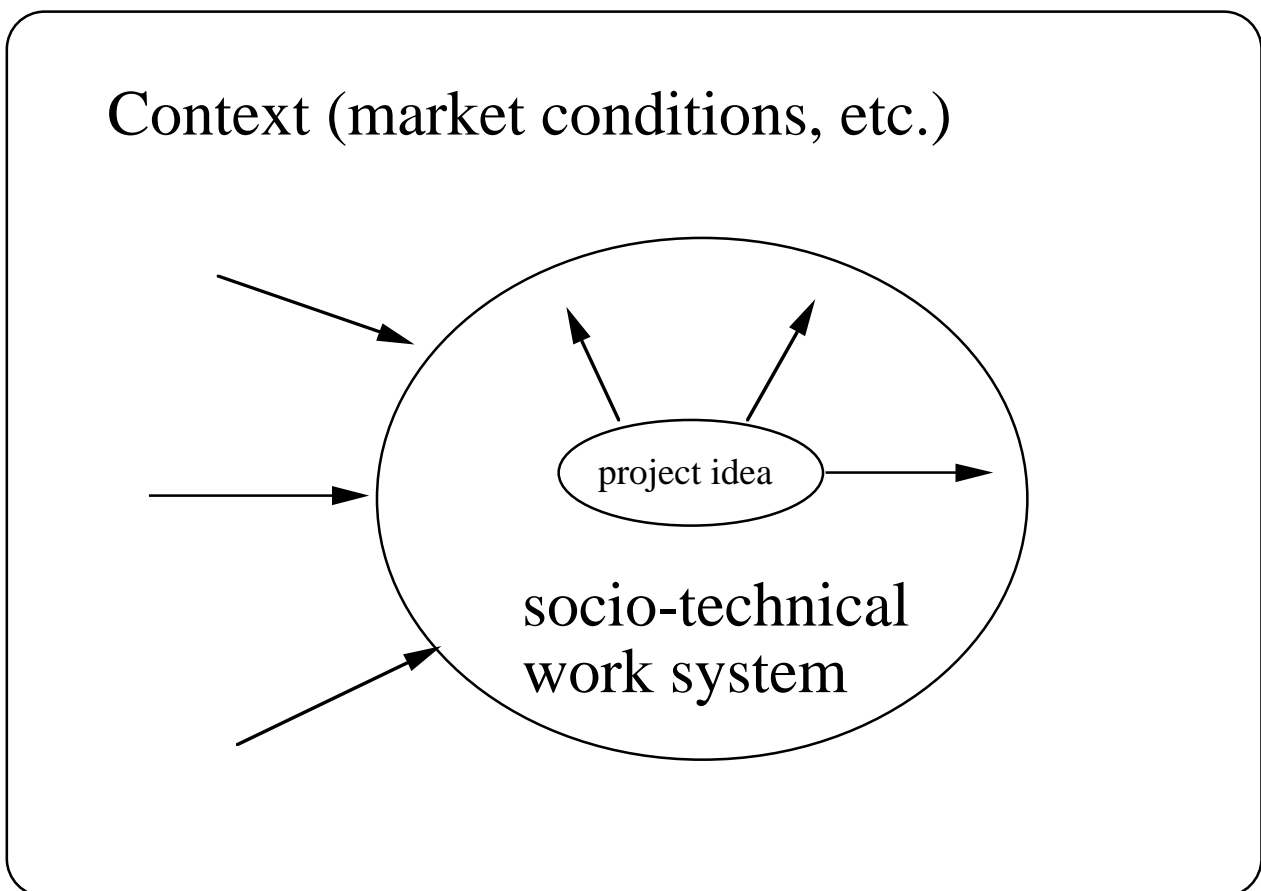 Context (market conditions, etc.)
project idea
socio-technical
work system